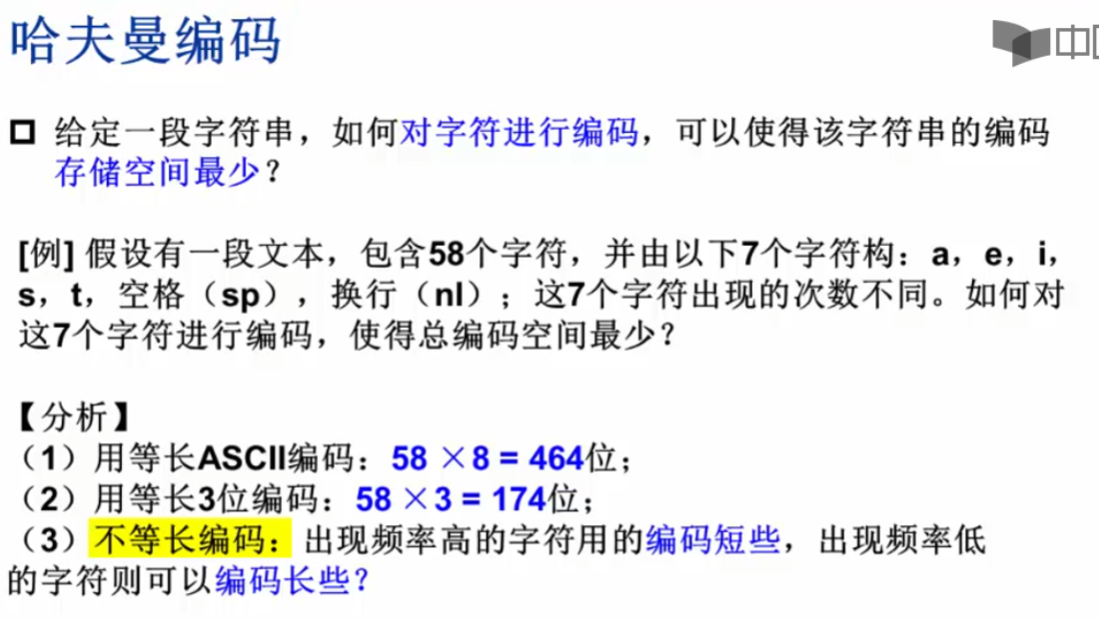 哈夫曼编码
中
给定一段字符串，如何对字符进行编码，可以使得该字符串的编码
存储空间最少？
[例] 假设有一段文本，包含58个字符，并由以下7个字符构：a，e，i，
s，t，空格（sp），换行（nl）；这7个字符出现的次数不同。如何对
这7个字符进行编码，使得总编码空间最少？
【分析】
（1）用等长ASCII编码：58 ×8 = 464位；
（2）用等长3位编码：58 ×3 = 174位；
（3）不等长编码：出现频率高的字符用的编码短些，出现频率低
的字符则可以编码长些？